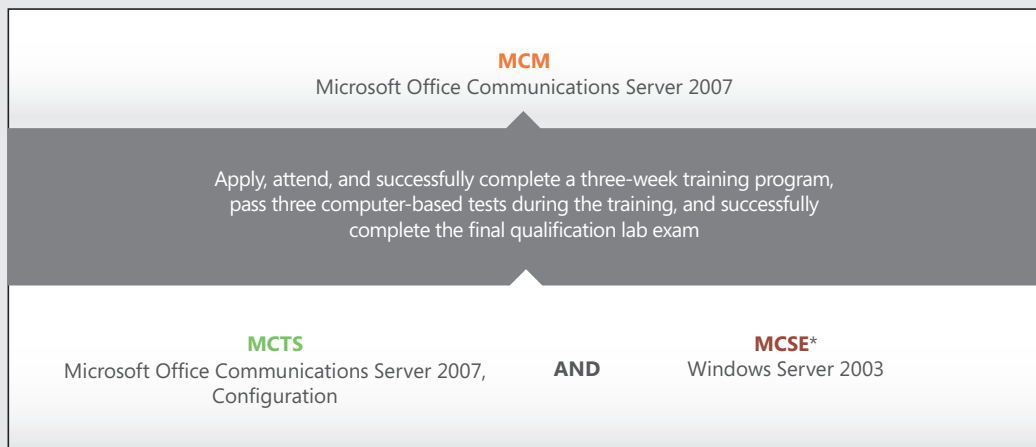 MCM
Microsoft Office Communications Server 2007
Apply, attend, and successfully complete a three-week training program,
pass three computer-based tests during the training, and successfully
complete the final qualification lab exam
MCTS
Microsoft Office Communications Server 2007,
Configuration
AND
MCSE*
Windows Server 2003